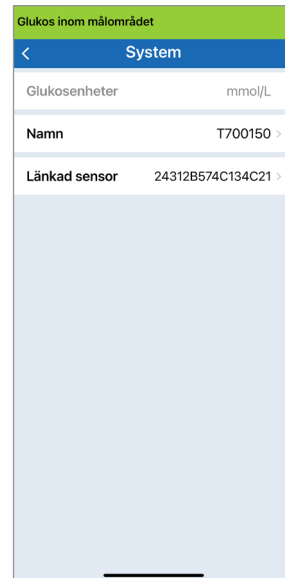 Glukos inom målområdet
System
Glukosenheter mmol/L
Namn T700150
Länkad sensor 24312B574C134C21